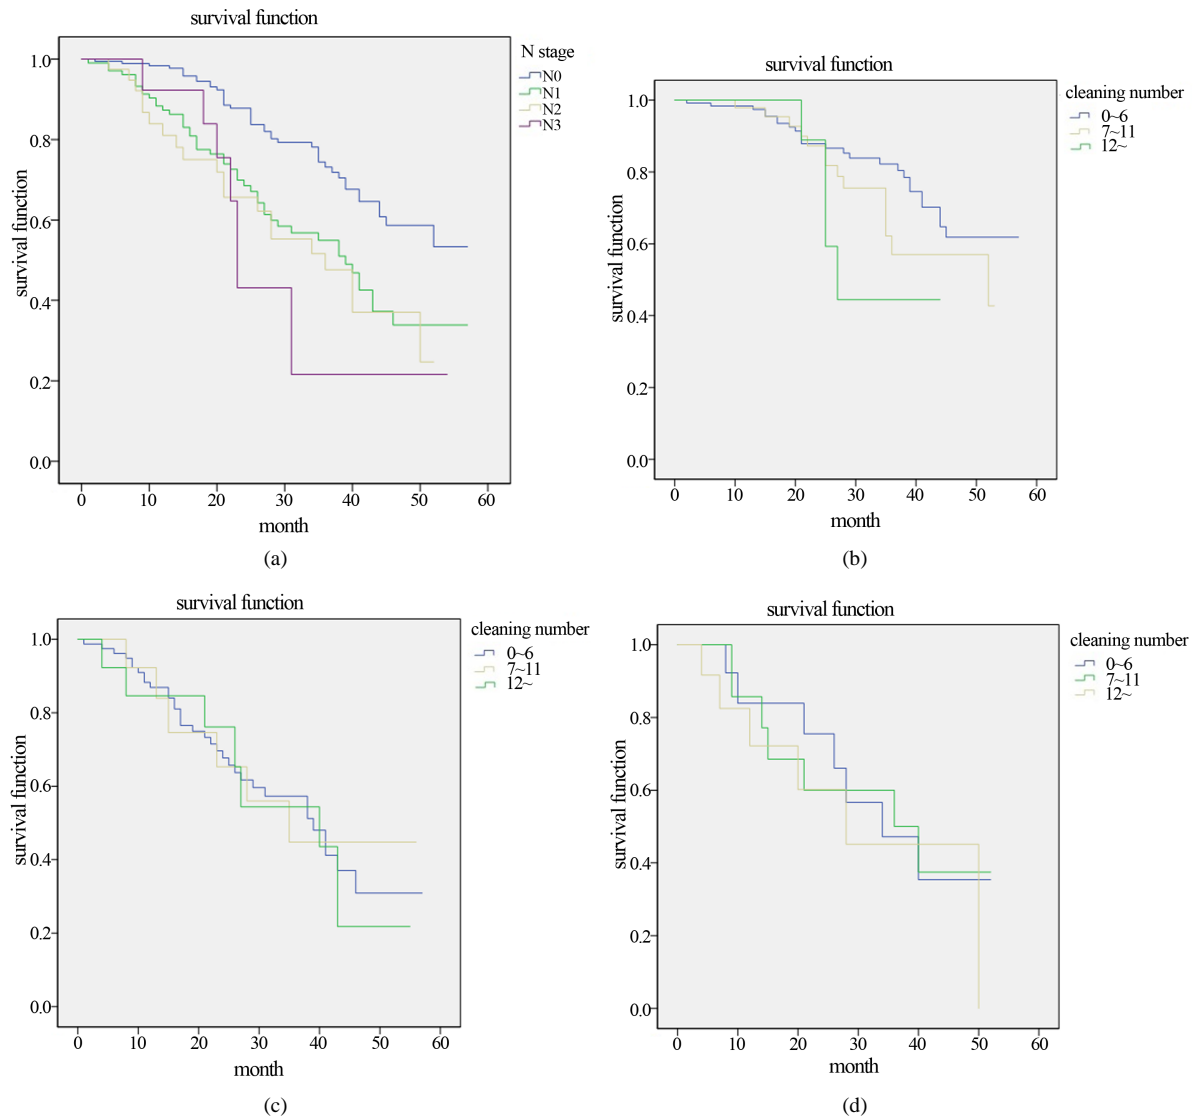 survival function
N stage
N0
N1
N2
N3
survival function
1.0
0.8
0.6
0.4
0.2
0.0
0 10 20 30 40 50 60
month
(a)
survival function
cleaning number
0~6
7~11
12~
survival function
1.0
0.8
0.6
0.4
0.2
0.0
0 10 20 30 40 50 60
month
(b)
survival function
cleaning number
0~6
7~11
12~
survival function
1.0
0.8
0.6
0.4
0.2
0.0
0 10 20 30 40 50 60
month
(c)
survival function
cleaning number
0~6
7~11
12~
survival function
1.0
0.8
0.6
0.4
0.2
0.0
0 10 20 30 40 50 60
month
(d)